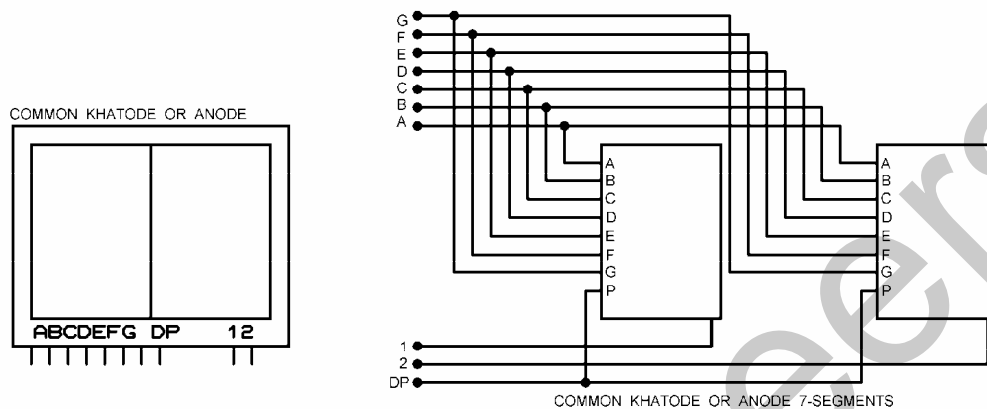 COMMON KHATODE OR ANODE
ABCDEFG DP 12
G
F
E
D
C
B
A
A
B
C
D
E
F
G
P
A
B
C
D
E
F
G
P
1
2
DP
COMMON KHATODE OR ANODE 7-SEGMENTS